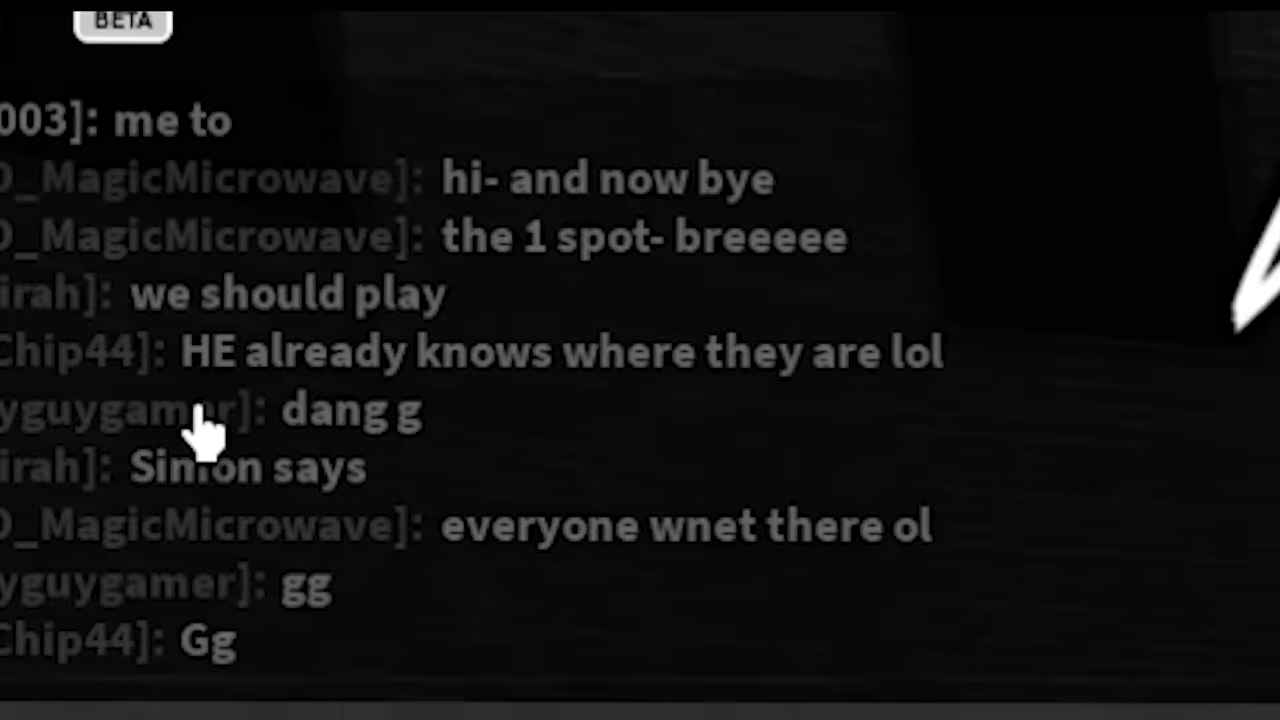 BETA
003]: me to
D_MagicMicrowave]: hi- and now bye
D_MagicMicrowave]: the 1 spot- breeeee
irah]: we should play
Chip44]: HE already knows where they are lol
yguygamer]: dang g
irah]: Simon says
D_MagicMicrowave]: everyone wnet there ol
yguygamer]: gg
Chip44]: Gg